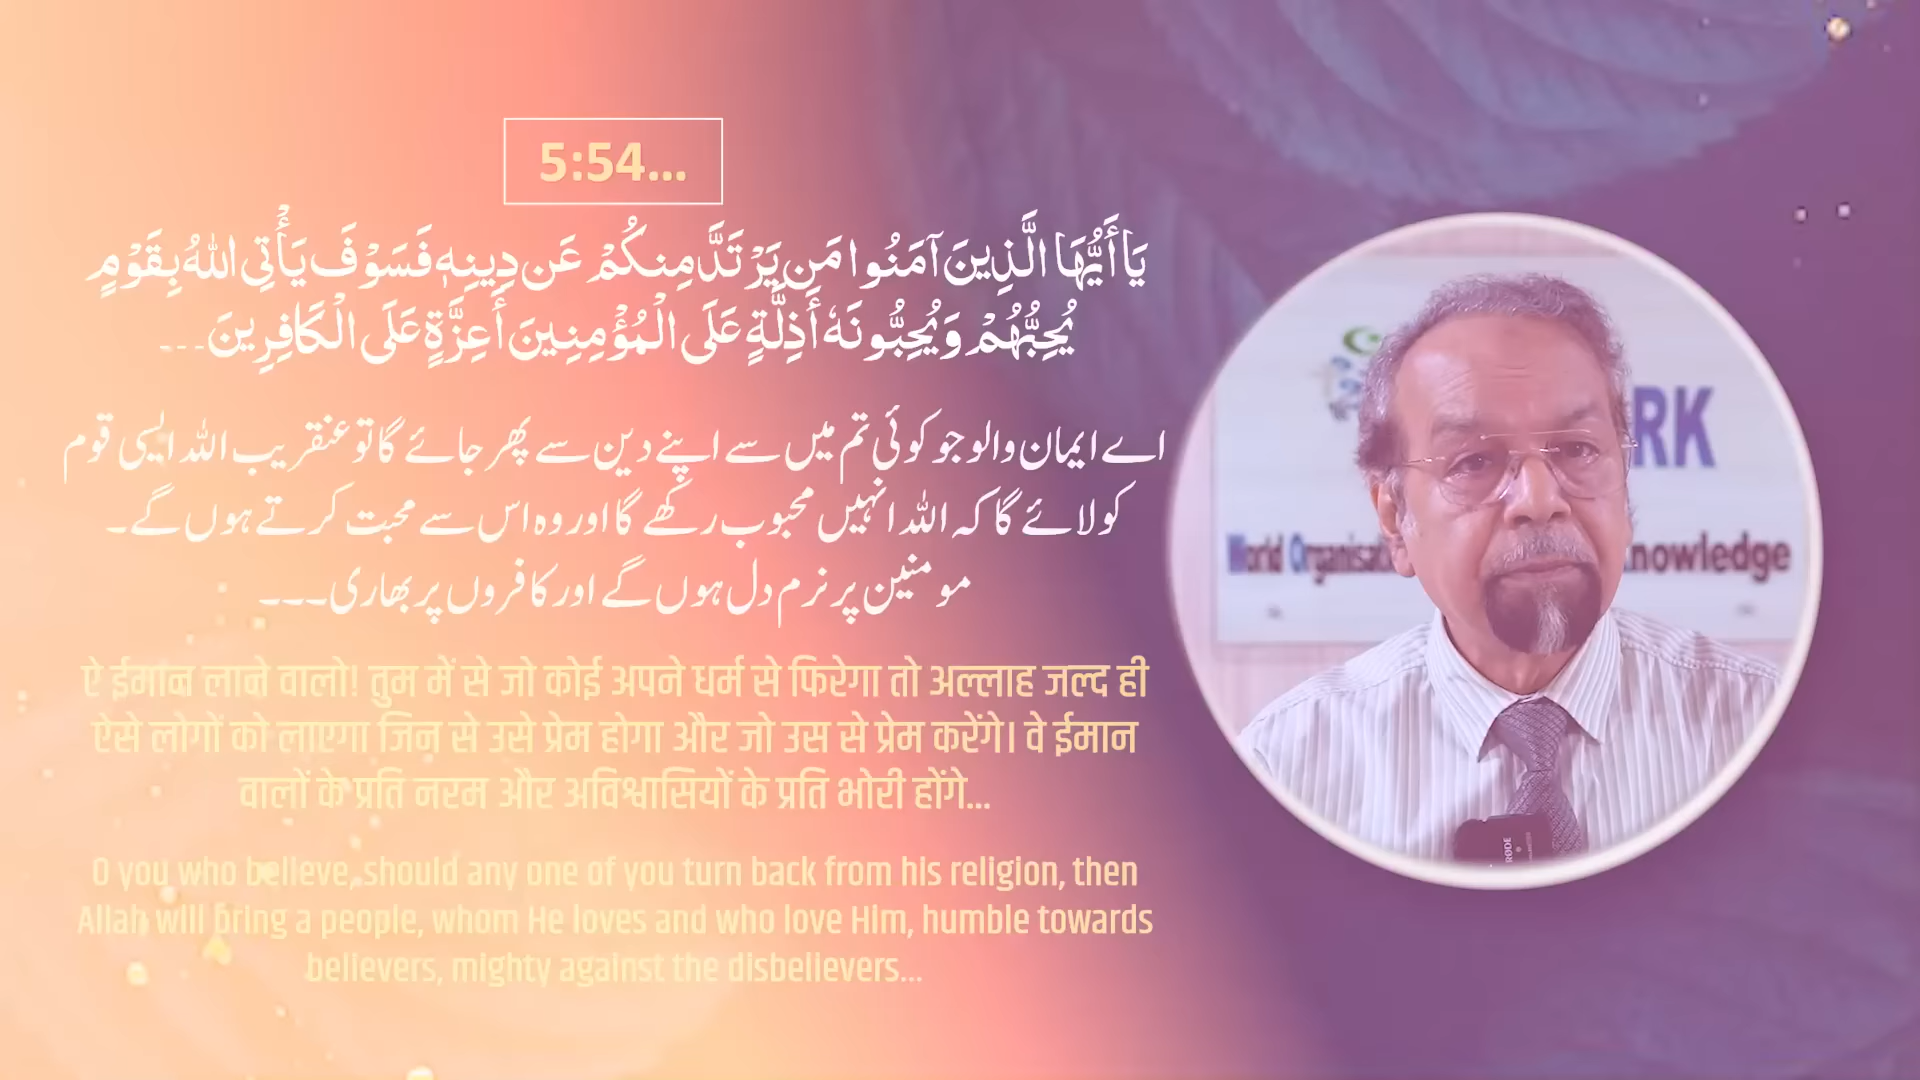 5:54...
يَا أَيُّهَا الَّذِينَ آمَنُوا مَن يَرْتَدَّ مِنكُمْ عَن دِينِهٖ فَسَوْفَ يَأْتِي اللهُ بِقَوْمٍ
يُحِبُّهُمْ وَيُحِبُّونَهٗ أَذِلَّةٍ عَلَى الْمُؤْمِنِينَ أَعِزَّةٍ عَلَى الْكَافِرِينَ۔۔۔
اے ایمان والو جو کوئی تم میں سے اپنے دین سے پھر جائے گا تو عنقریب اللہ ایسی قوم
کو لائے گا کہ اللہ انہیں محبوب رکھے گا اور وہ اس سے محبت کرتے ہوں گے۔
مومنین پر نرم دل ہوں گے اور کافروں پر بھاری۔۔۔
ऐ ईमान लाने वालो! तुम में से जो कोई अपने धर्म से फिरेगा तो अल्लाह जल्द ही
ऐसे लोगों को लाएगा जिन से उसे प्रेम होगा और जो उस से प्रेम करेंगे। वे ईमान
वालों के प्रति नरम और अविश्वासियों के प्रति भोरी होंगे...
O you who believe, should any one of you turn back from his religion, then
Allah will bring a people, whom He loves and who love Him, humble towards
believers, mighty against the disbelievers...
RK
World Organisat nowledge
RØDE